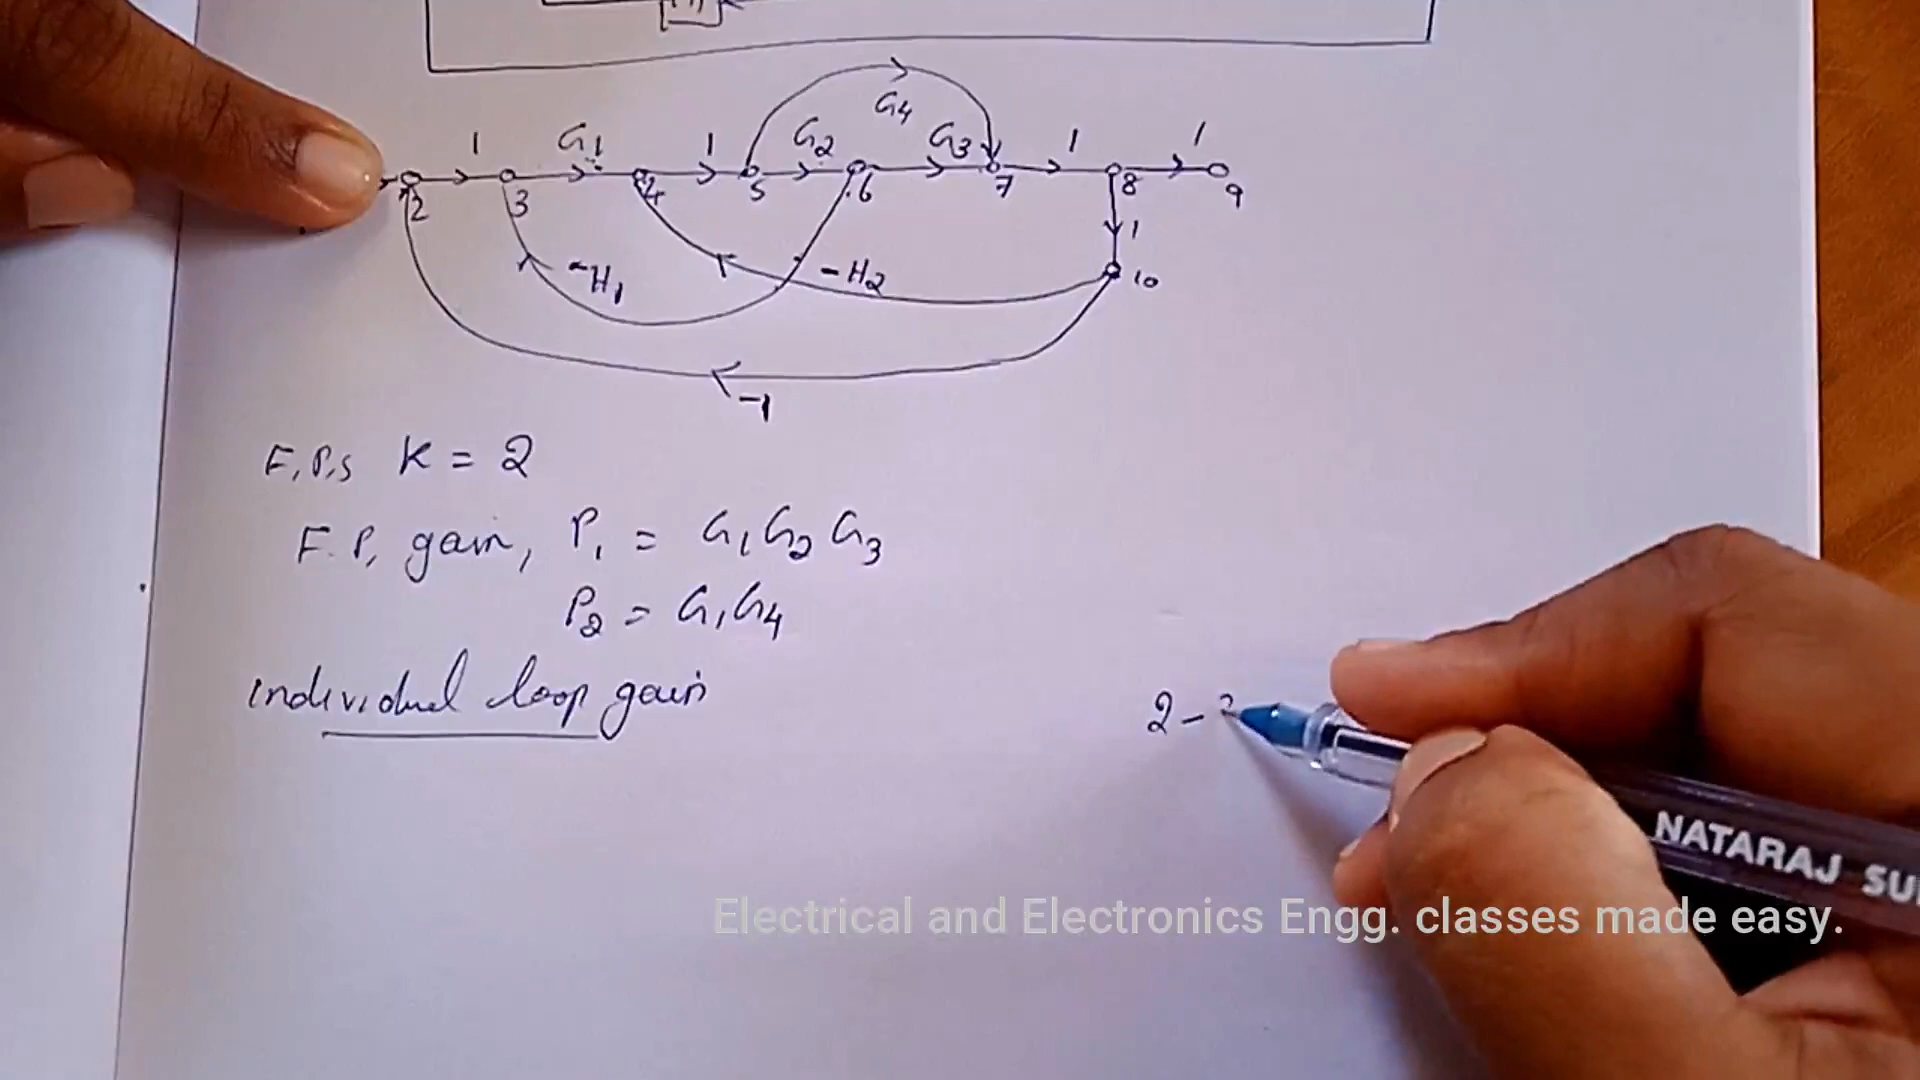 G4
1 G1 1 G2 G3 1 1
2 3 4 5 6 7 8 9
1
-H1 -H2 10
-1
F.P.s K = 2
F.P. gain, P1 = G1G2G3
P2 = G1G4
individual loop gain
2 -
NATARAJ SU
Electrical and Electronics Engg. classes made easy.